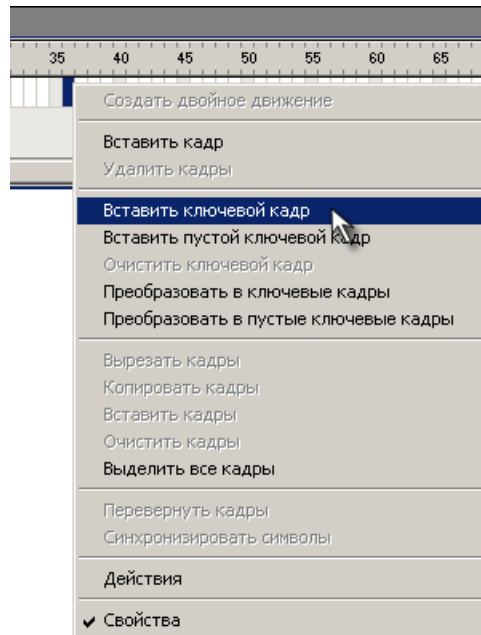 35 40 45 50 55 60 65
Создать двойное движение
Вставить кадр
Удалить кадры
Вставить ключевой кадр
Вставить пустой ключевой кадр
Очистить ключевой кадр
Преобразовать в ключевые кадры
Преобразовать в пустые ключевые кадры
Вырезать кадры
Копировать кадры
Вставить кадры
Очистить кадры
Выделить все кадры
Перевернуть кадры
Синхронизировать символы
Действия
Свойства